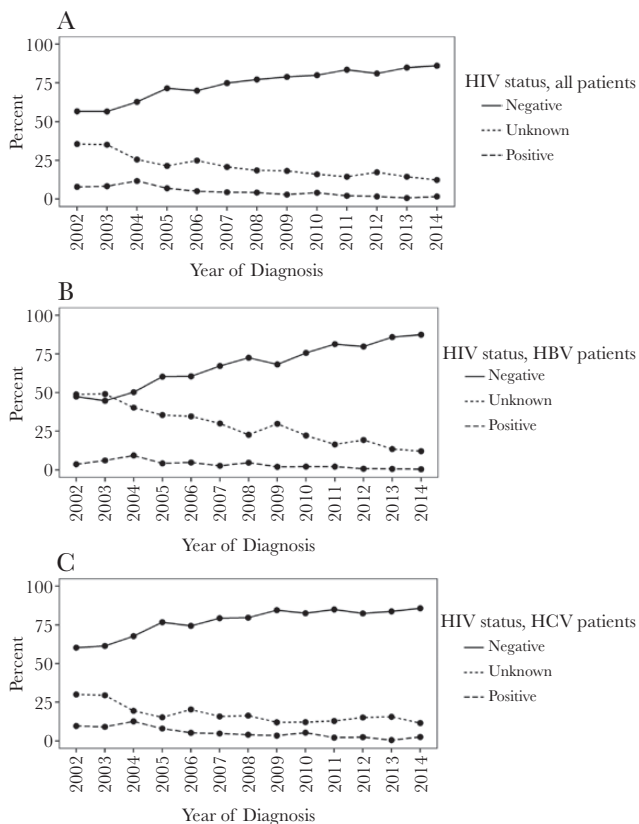 A
100
75
50
25
0
Percent
2002
2003
2004
2005
2006
2007
2008
2009
2010
2011
2012
2013
2014
Year of Diagnosis
HIV status, all patients
Negative
Unknown
Positive
B
100
75
50
25
0
Percent
2002
2003
2004
2005
2006
2007
2008
2009
2010
2011
2012
2013
2014
Year of Diagnosis
HIV status, HBV patients
Negative
Unknown
Positive
C
100
75
50
25
0
Percent
2002
2003
2004
2005
2006
2007
2008
2009
2010
2011
2012
2013
2014
Year of Diagnosis
HIV status, HCV patients
Negative
Unknown
Positive